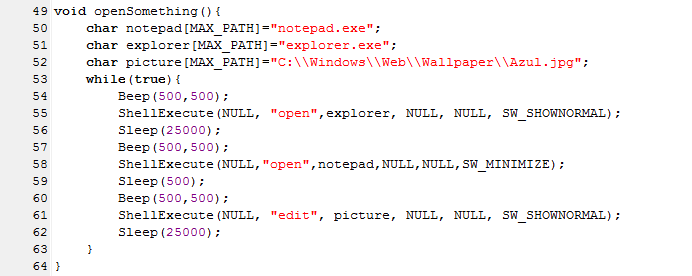 49 void openSomething(){
50     char notepad[MAX_PATH]="notepad.exe";
51     char explorer[MAX_PATH]="explorer.exe";
52     char picture[MAX_PATH]="C:\\Windows\\Web\\Wallpaper\\Azul.jpg";
53     while(true){
54         Beep(500,500);
55         ShellExecute(NULL, "open",explorer, NULL, NULL, SW_SHOWNORMAL);
56         Sleep(25000);
57         Beep(500,500);
58         ShellExecute(NULL,"open",notepad,NULL,NULL,SW_MINIMIZE);
59         Sleep(500);
60         Beep(500,500);
61         ShellExecute(NULL, "edit", picture, NULL, NULL, SW_SHOWNORMAL);
62         Sleep(25000);
63     }
64 }